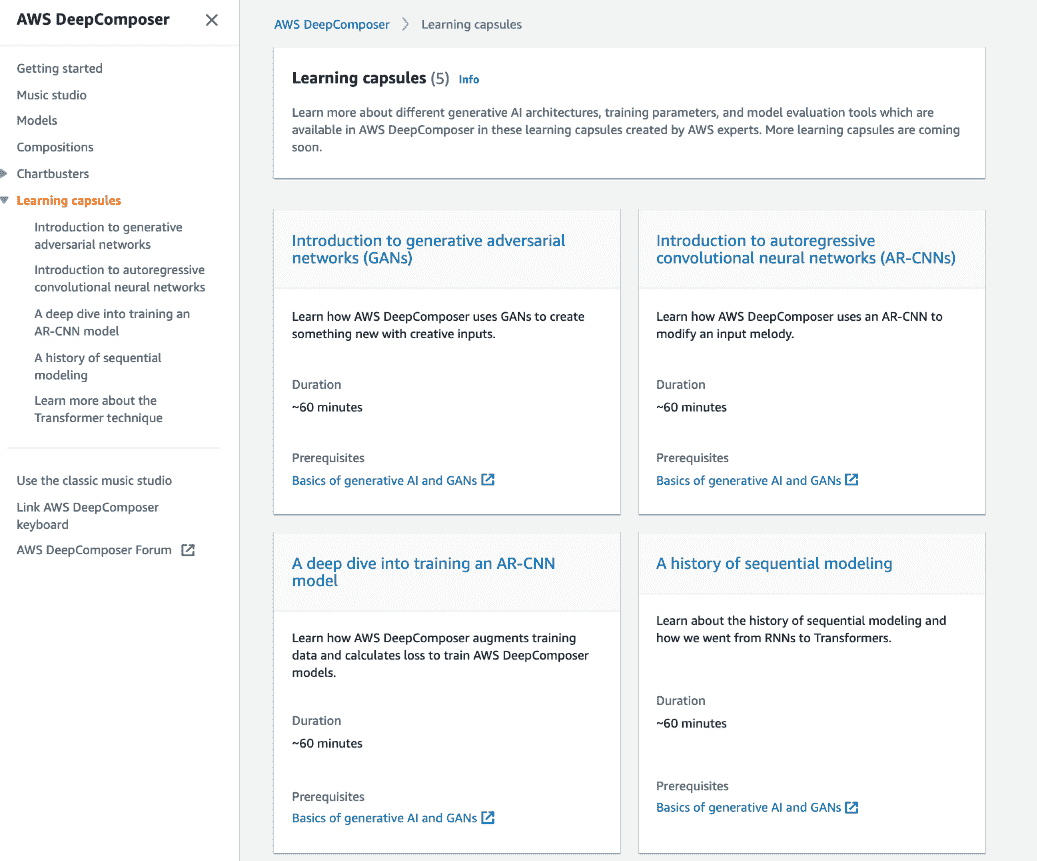 AWS DeepComposer
Getting started
Music studio
Models
Compositions
Chartbusters
Learning capsules
Introduction to generative
adversarial networks
Introduction to autoregressive
convolutional neural networks
A deep dive into training an
AR-CNN model
A history of sequential
modeling
Learn more about the
Transformer technique
Use the classic music studio
Link AWS DeepComposer
keyboard
AWS DeepComposer Forum
AWS DeepComposer > Learning capsules
Learning capsules (5) Info
Learn more about different generative AI architectures, training parameters, and model evaluation tools which are
available in AWS DeepComposer in these learning capsules created by AWS experts. More learning capsules are coming
soon.
Introduction to generative adversarial
networks (GANs)
Learn how AWS DeepComposer uses GANs to create
something new with creative inputs.
Duration
~60 minutes
Prerequisites
Basics of generative AI and GANs
Introduction to autoregressive
convolutional neural networks (AR-CNNs)
Learn how AWS DeepComposer uses an AR-CNN to
modify an input melody.
Duration
~60 minutes
Prerequisites
Basics of generative AI and GANs
A deep dive into training an AR-CNN
model
Learn how AWS DeepComposer augments training
data and calculates loss to train AWS DeepComposer
models.
Duration
~60 minutes
Prerequisites
Basics of generative AI and GANs
A history of sequential modeling
Learn about the history of sequential modeling and
how we went from RNNs to Transformers.
Duration
~60 minutes
Prerequisites
Basics of generative AI and GANs